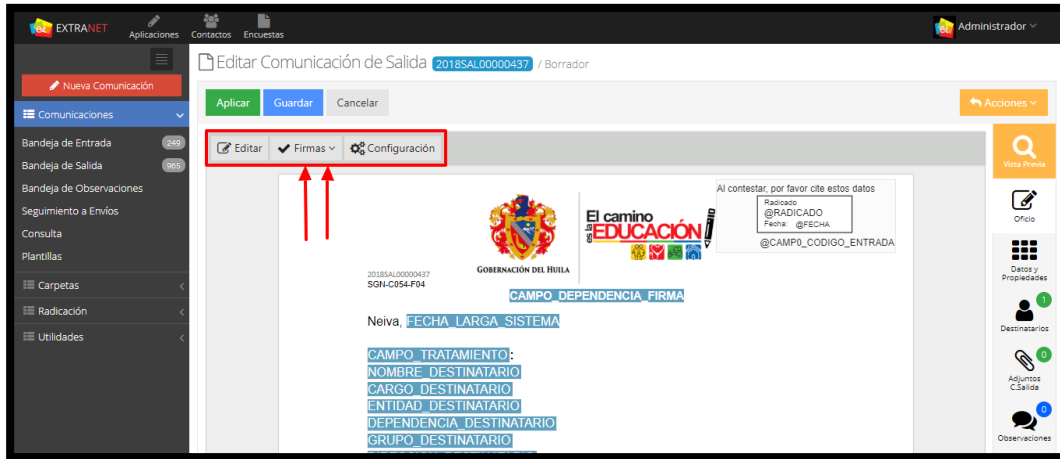 EXTRANET
Aplicaciones
Contactos
Encuestas
Administrador
Nueva Comunicación
Comunicaciones
Bandeja de Entrada 249
Bandeja de Salida 965
Bandeja de Observaciones
Seguimiento a Envíos
Consulta
Plantillas
Carpetas
Radicación
Utilidades
Editar Comunicación de Salida 2018SAL00000437 / Borrador
Aplicar Guardar Cancelar
Acciones
Editar Firmas Configuración
Al contestar, por favor cite estos datos
Radicado
@RADICADO
Fecha: @FECHA
@CAMP0_CODIGO_ENTRADA
GOBERNACIÓN DEL HUILA
El camino
es la EDUCACIÓN
2018SAL00000437
SGN-C054-F04
CAMPO_DEPENDENCIA_FIRMA
Neiva, FECHA_LARGA_SISTEMA
CAMPO_TRATAMIENTO:
NOMBRE_DESTINATARIO
CARGO_DESTINATARIO
ENTIDAD_DESTINATARIO
DEPENDENCIA_DESTINATARIO
GRUPO_DESTINATARIO
Vista Previa
Oficio
Datos y
Propiedades
1
Destinatarios
0
Adjuntos
C.Salida
0
Observaciones